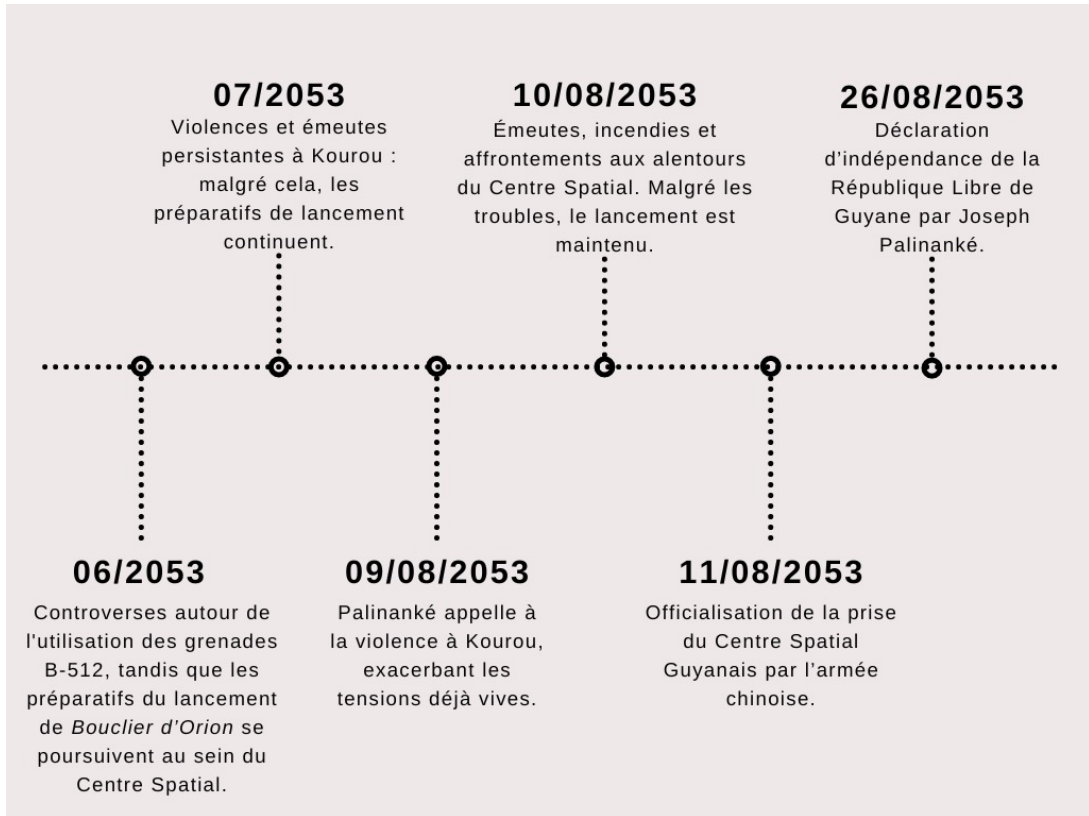 07/2053
Violences et émeutes
persistantes à Kourou :
malgré cela, les
préparatifs de lancement
continuent.
10/08/2053
Émeutes, incendies et
affrontements aux alentours
du Centre Spatial. Malgré les
troubles, le lancement est
maintenu.
26/08/2053
Déclaration
d’indépendance de la
République Libre de
Guyane par Joseph
Palinanké.
06/2053
Controverses autour de
l'utilisation des grenades
B-512, tandis que les
préparatifs du lancement
de Bouclier d’Orion se
poursuivent au sein du
Centre Spatial.
09/08/2053
Palinanké appelle à
la violence à Kourou,
exacerbant les
tensions déjà vives.
11/08/2053
Officialisation de la prise
du Centre Spatial
Guyanais par l’armée
chinoise.